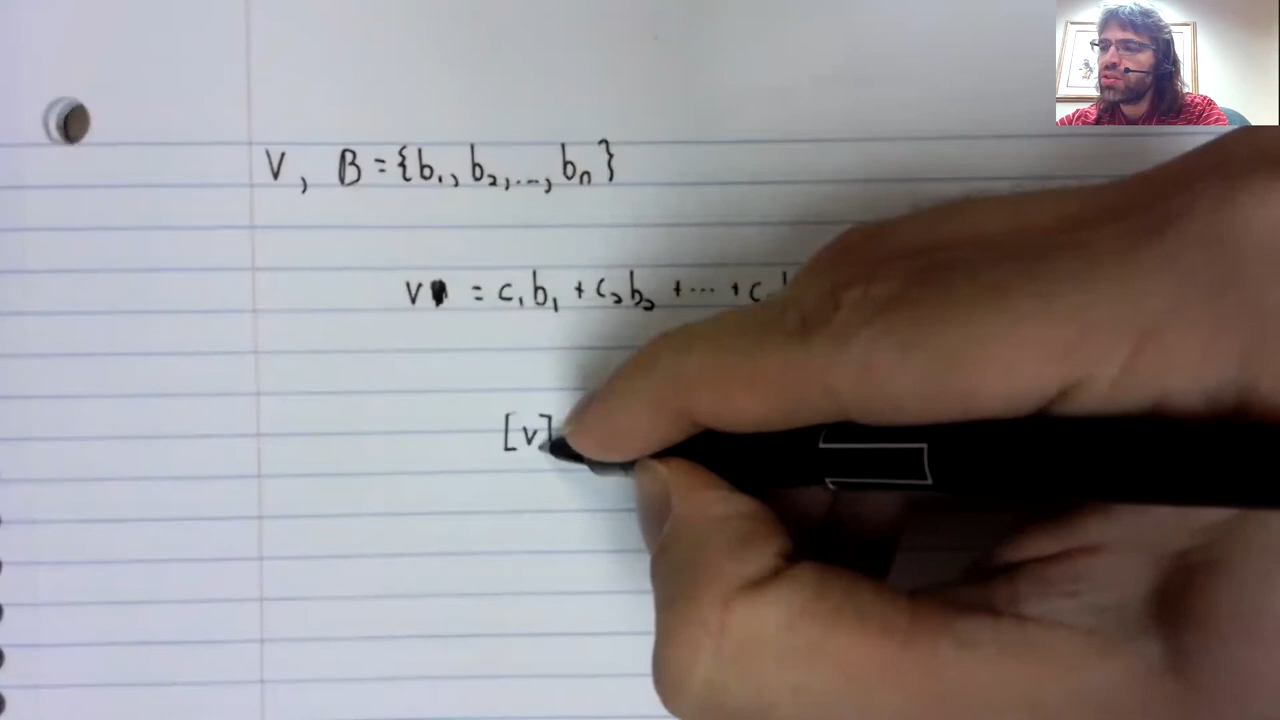 V, B={b₁, b₂,..., bₙ}
v = c₁b₁ + c₂b₂ + ··· + c
[v]